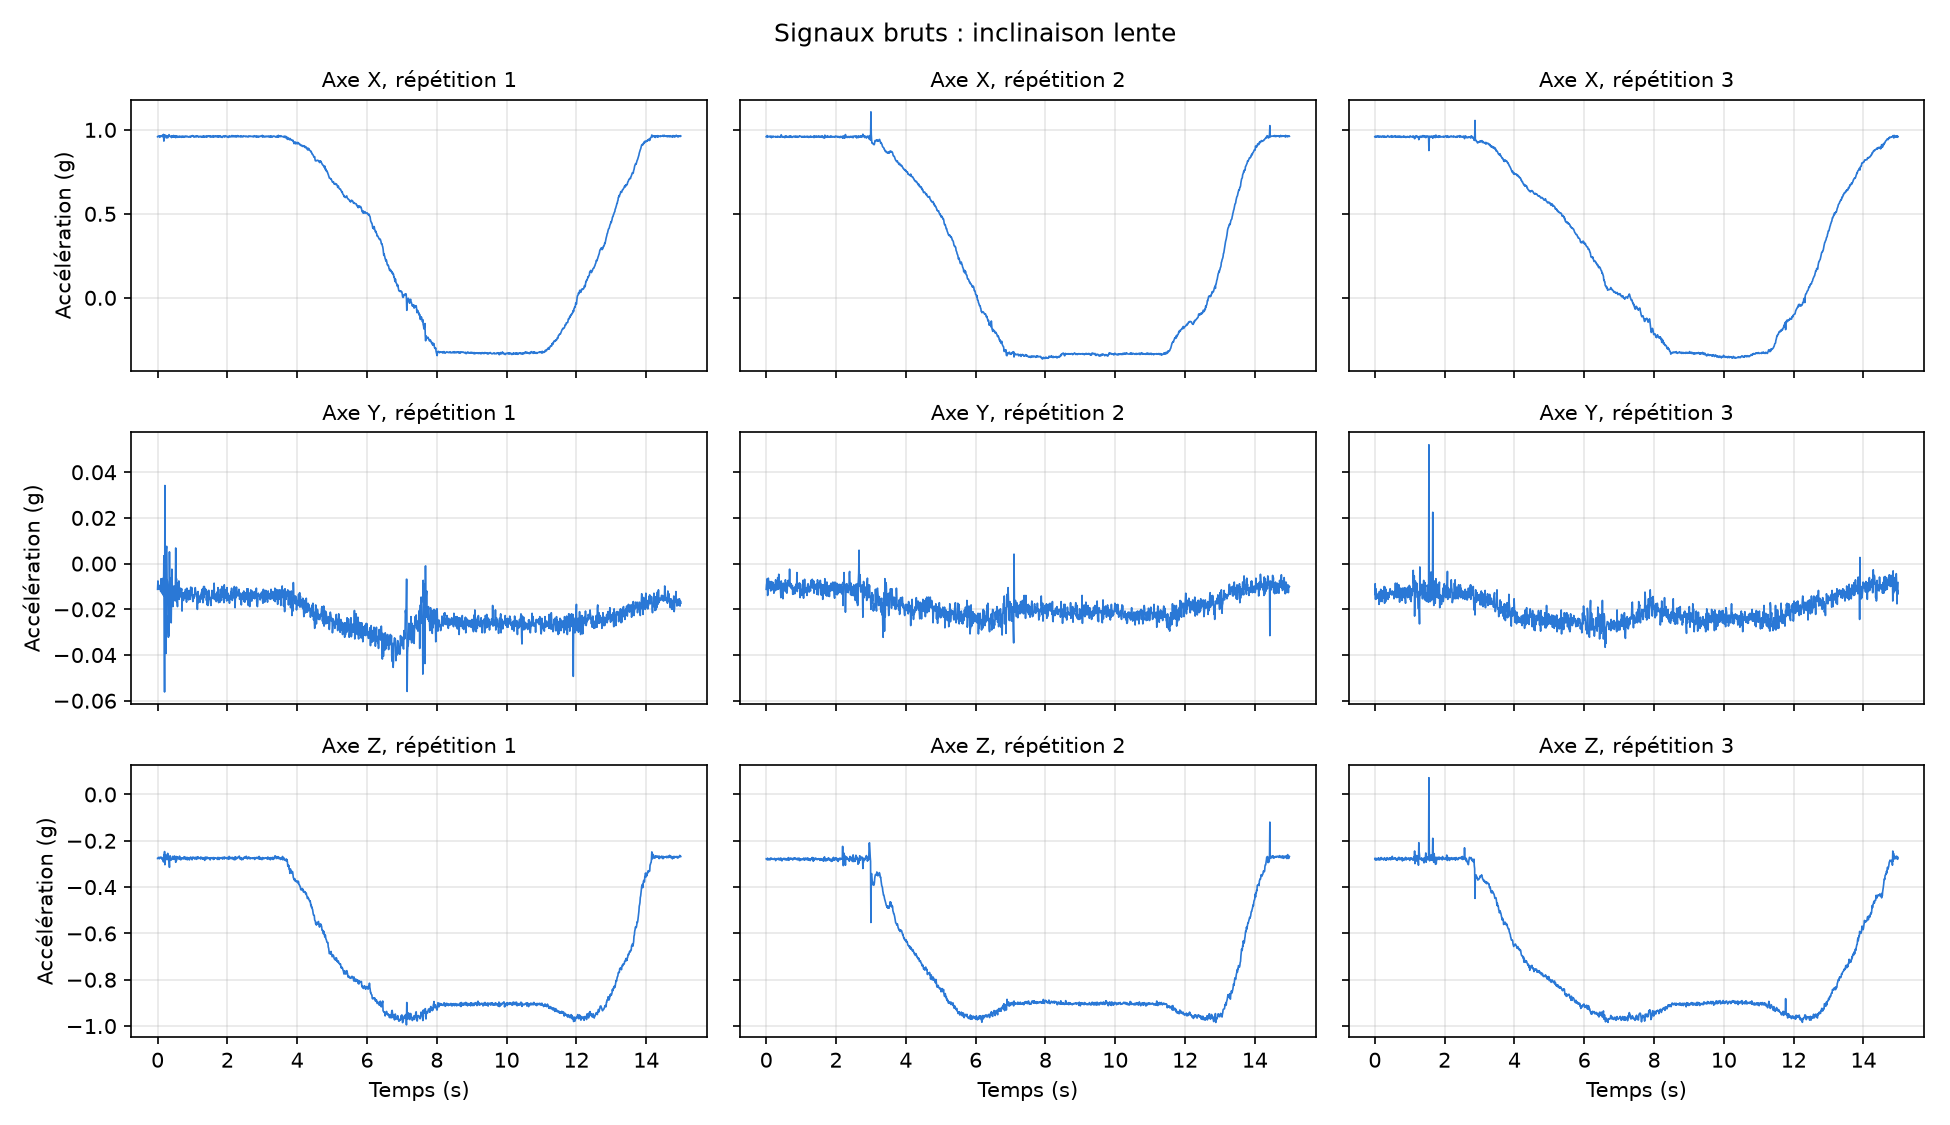 Signaux bruts : inclinaison lente
Axe X, répétition 1
Axe X, répétition 2
Axe X, répétition 3
Accélération (g)
1.0
0.5
0.0
Axe Y, répétition 1
Axe Y, répétition 2
Axe Y, répétition 3
Accélération (g)
0.04
0.02
0.00
−0.02
−0.04
−0.06
Axe Z, répétition 1
Axe Z, répétition 2
Axe Z, répétition 3
Accélération (g)
0.0
−0.2
−0.4
−0.6
−0.8
−1.0
0 2 4 6 8 10 12 14
0 2 4 6 8 10 12 14
0 2 4 6 8 10 12 14
Temps (s)
Temps (s)
Temps (s)